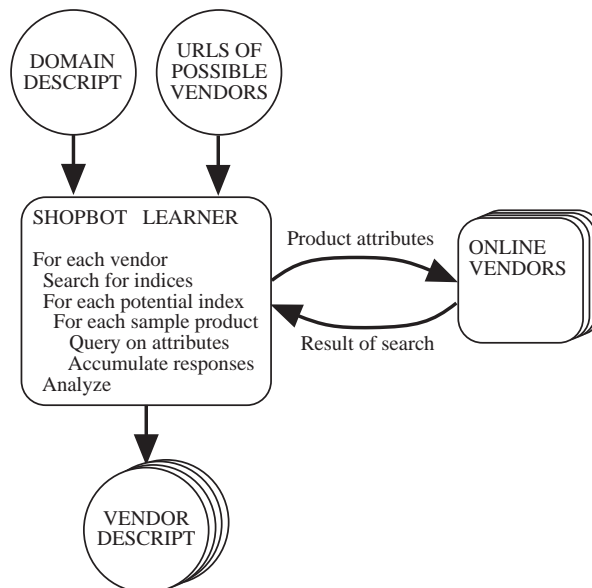 DOMAIN
DESCRIPT
URLS OF
POSSIBLE
VENDORS
SHOPBOT LEARNER
For each vendor
Search for indices
For each potential index
For each sample product
Query on attributes
Accumulate responses
Analyze
Product attributes
Result of search
ONLINE
VENDORS
VENDOR
DESCRIPT